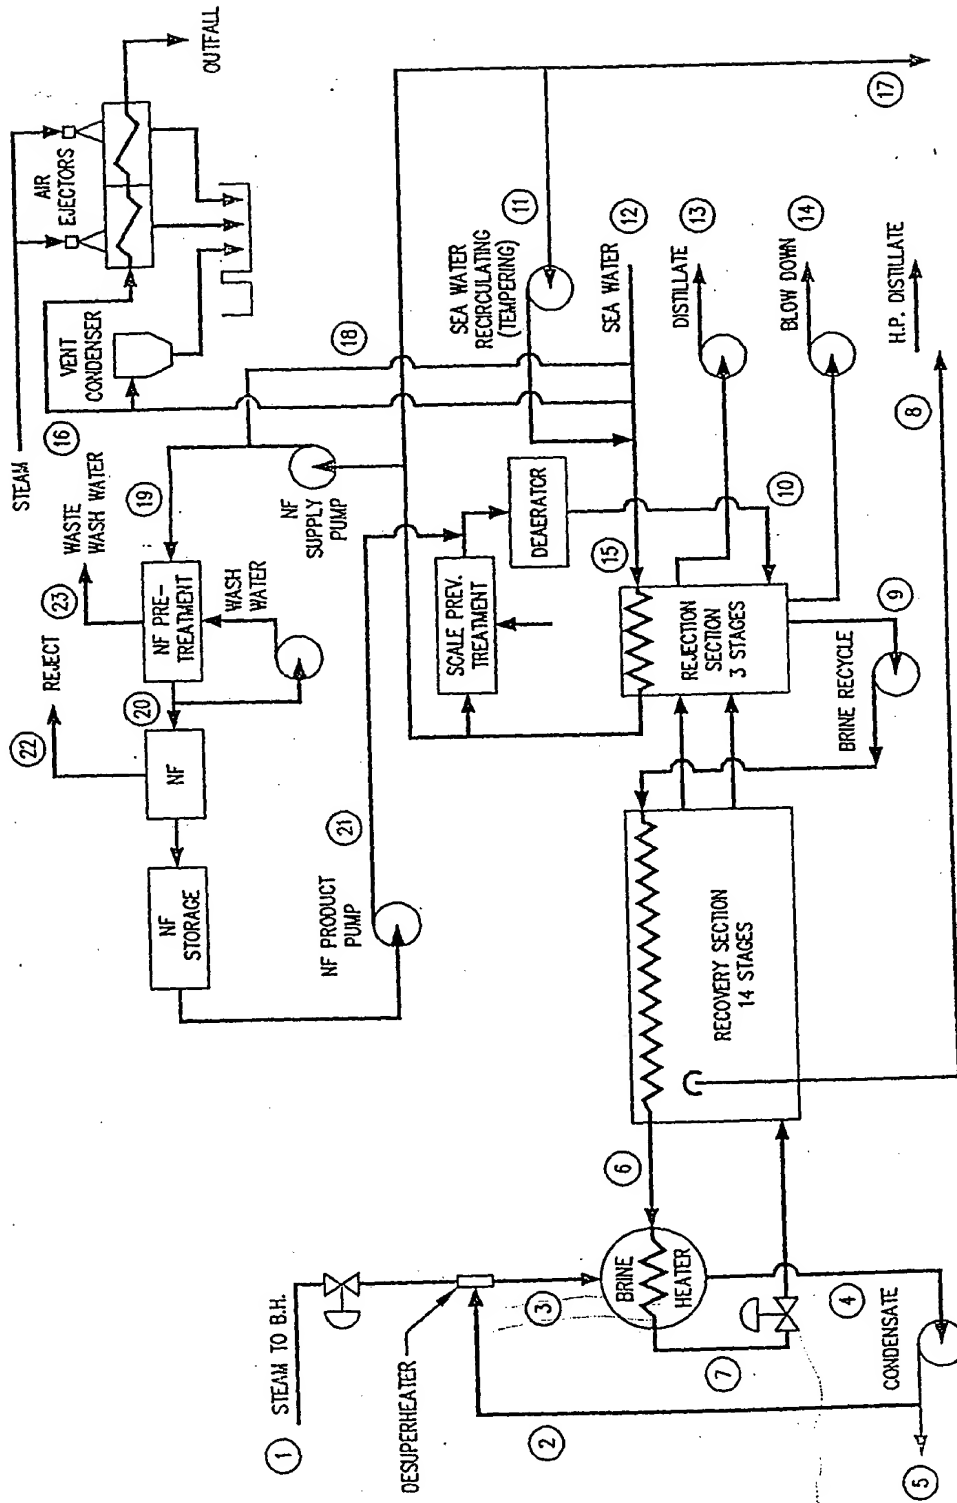 STEAM
AIR
EJECTORS
OUTFALL
VENT
CONDENSER
16
WASTE
WASH WATER
19
18
REJECT
23
22
20
NF PRE-
TREATMENT
WASH
WATER
NF
SUPPLY
PUMP
NF
NF
STORAGE
21
NF PRODUCT
PUMP
SCALE PREV.
TREATMENT
DEAERATOR
SEA WATER
RECIRCULATING
(TEMPERING)
11
17
SEA WATER
12
DISTILLATE
13
BLOW DOWN
14
H.P. DISTILLATE
8
15
10
REJECTION
SECTION
3 STAGES
9
BRINE RECYCLE
RECOVERY SECTION
14 STAGES
6
STEAM TO B.H.
1
DESUPERHEATER
3
BRINE
HEATER
2
7
4
CONDENSATE
5